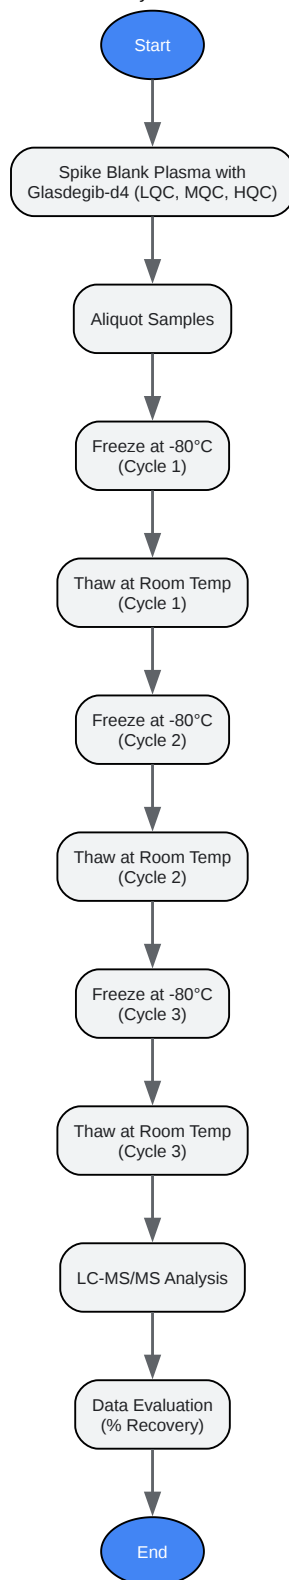 Start
Spike Blank Plasma with
Glasdegib-d4 (LQC, MQC, HQC)
Aliquot Samples
Freeze at -80°C
(Cycle 1)
Thaw at Room Temp
(Cycle 1)
Freeze at -80°C
(Cycle 2)
Thaw at Room Temp
(Cycle 2)
Freeze at -80°C
(Cycle 3)
Thaw at Room Temp
(Cycle 3)
LC-MS/MS Analysis
Data Evaluation
(% Recovery)
End